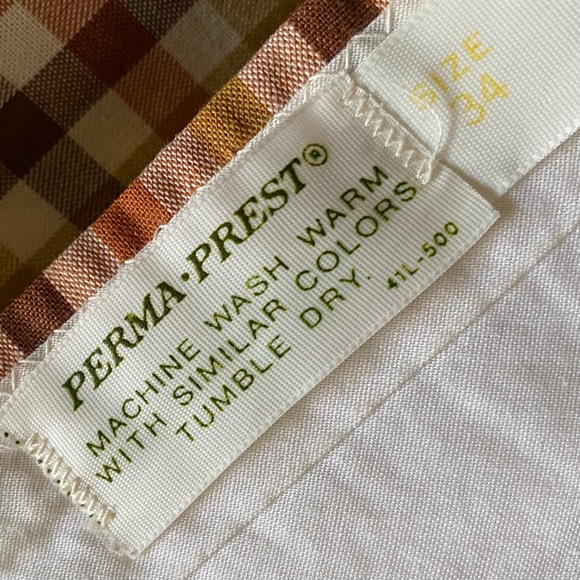 SIZE
34
PERMA·PREST®
MACHINE WASH WARM
WITH SIMILAR COLORS
TUMBLE DRY. 41L-500